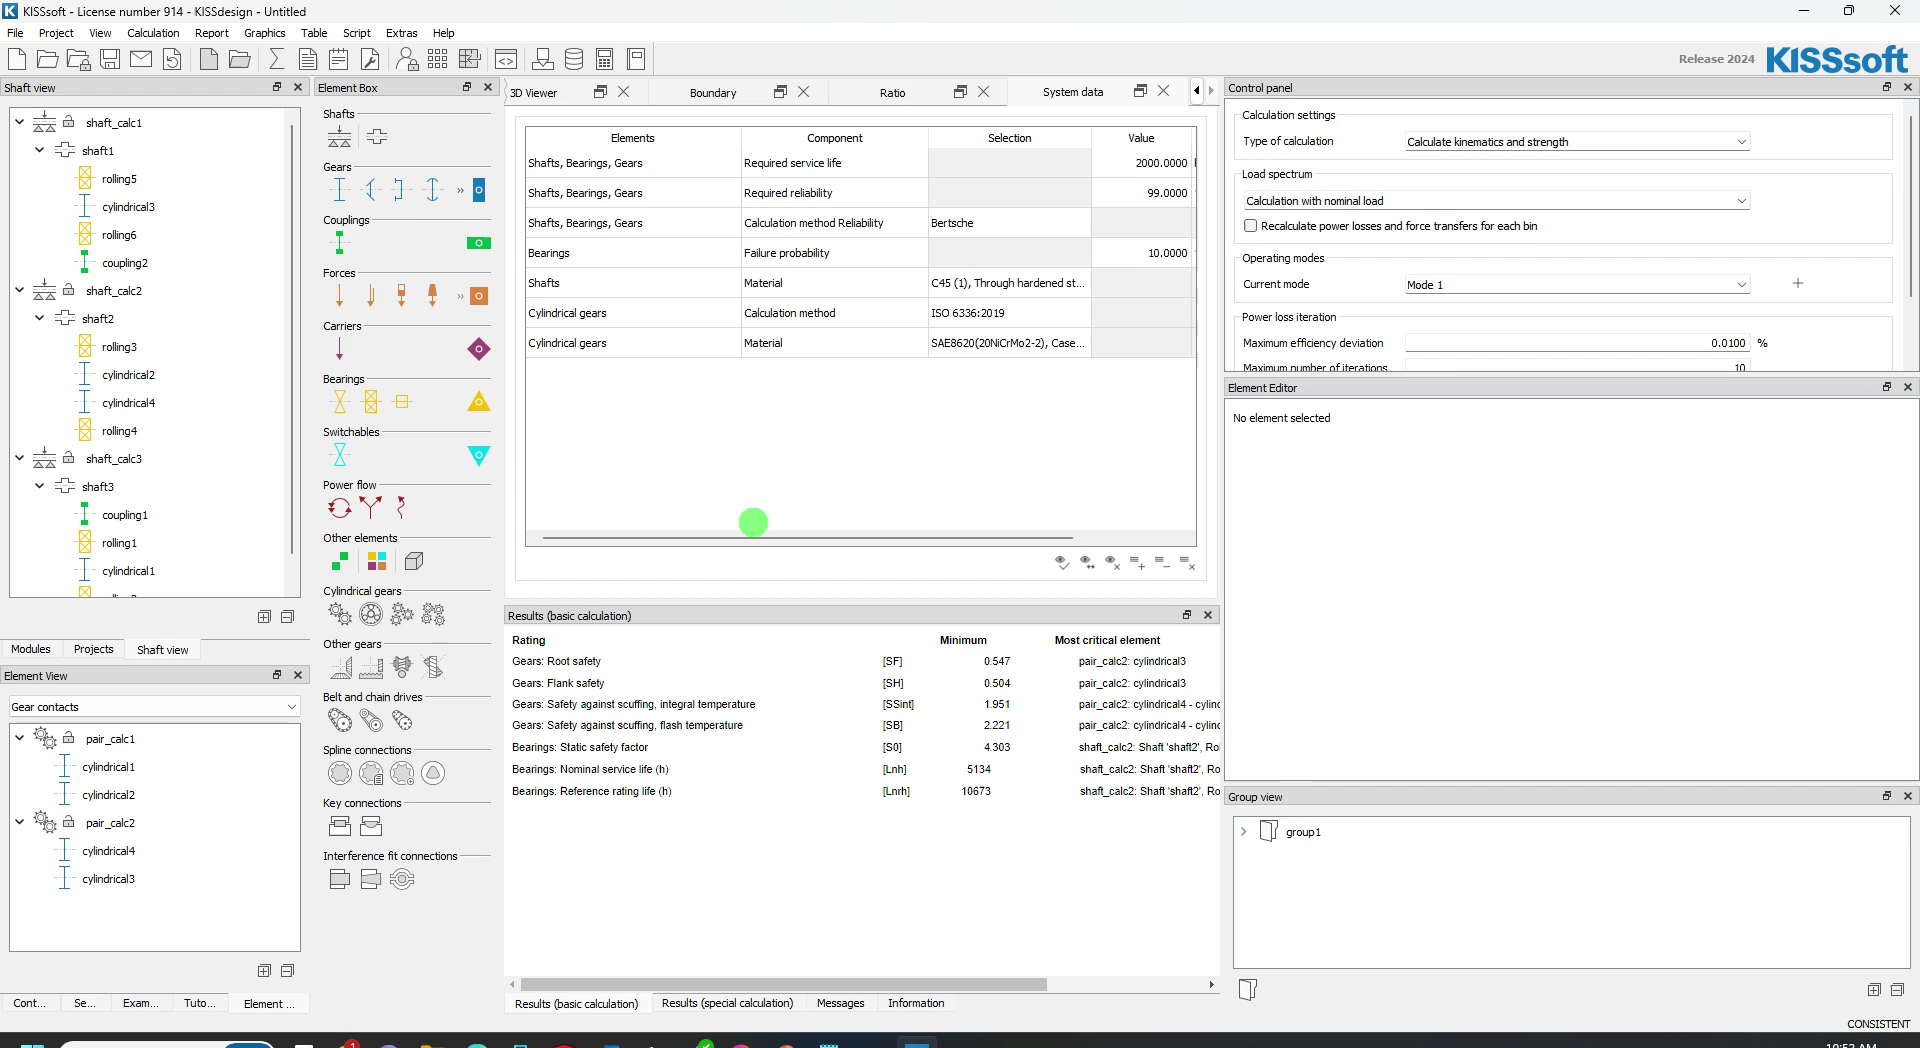 KISSsoft - License number 914 - KISSdesign - Untitled
File Project View Calculation Report Graphics Table Script Extras Help
Release 2024 KISSsoft
Shaft view
shaft_calc1
shaft1
rolling5
cylindrical3
rolling6
coupling2
shaft_calc2
shaft2
rolling3
cylindrical2
cylindrical4
rolling4
shaft_calc3
shaft3
coupling1
rolling1
cylindrical1
Modules Projects Shaft view
Element View
Gear contacts
pair_calc1
cylindrical1
cylindrical2
pair_calc2
cylindrical4
cylindrical3
Cont... Se... Exam... Tuto... Element ...
Element Box
Shafts
Gears
Couplings
Forces
Carriers
Bearings
Switchables
Power flow
Other elements
Cylindrical gears
Other gears
Belt and chain drives
Spline connections
Key connections
Interference fit connections
3D Viewer Boundary Ratio System data
Elements Component Selection Value
Shafts, Bearings, Gears Required service life 2000.0000
Shafts, Bearings, Gears Required reliability 99.0000
Shafts, Bearings, Gears Calculation method Reliability Bertsche
Bearings Failure probability 10.0000
Shafts Material C45 (1), Through hardened st...
Cylindrical gears Calculation method ISO 6336:2019
Cylindrical gears Material SAE8620(20NiCrMo2-2), Case...
Results (basic calculation)
Rating Minimum Most critical element
Gears: Root safety [SF] 0.547 pair_calc2: cylindrical3
Gears: Flank safety [SH] 0.504 pair_calc2: cylindrical3
Gears: Safety against scuffing, integral temperature [SSint] 1.951 pair_calc2: cylindrical4 - cylinc
Gears: Safety against scuffing, flash temperature [SB] 2.221 pair_calc2: cylindrical4 - cylinc
Bearings: Static safety factor [S0] 4.303 shaft_calc2: Shaft 'shaft2', Ro
Bearings: Nominal service life (h) [Lnh] 5134 shaft_calc2: Shaft 'shaft2', Ro
Bearings: Reference rating life (h) [Lnrh] 10673 shaft_calc2: Shaft 'shaft2', Ro
Results (basic calculation) Results (special calculation) Messages Information
Control panel
Calculation settings
Type of calculation Calculate kinematics and strength
Load spectrum
Calculation with nominal load
Recalculate power losses and force transfers for each bin
Operating modes
Current mode Mode 1
Power loss iteration
Maximum efficiency deviation 0.0100 %
Maximum number of iterations 10
Element Editor
No element selected
Group view
group1
CONSISTENT
1